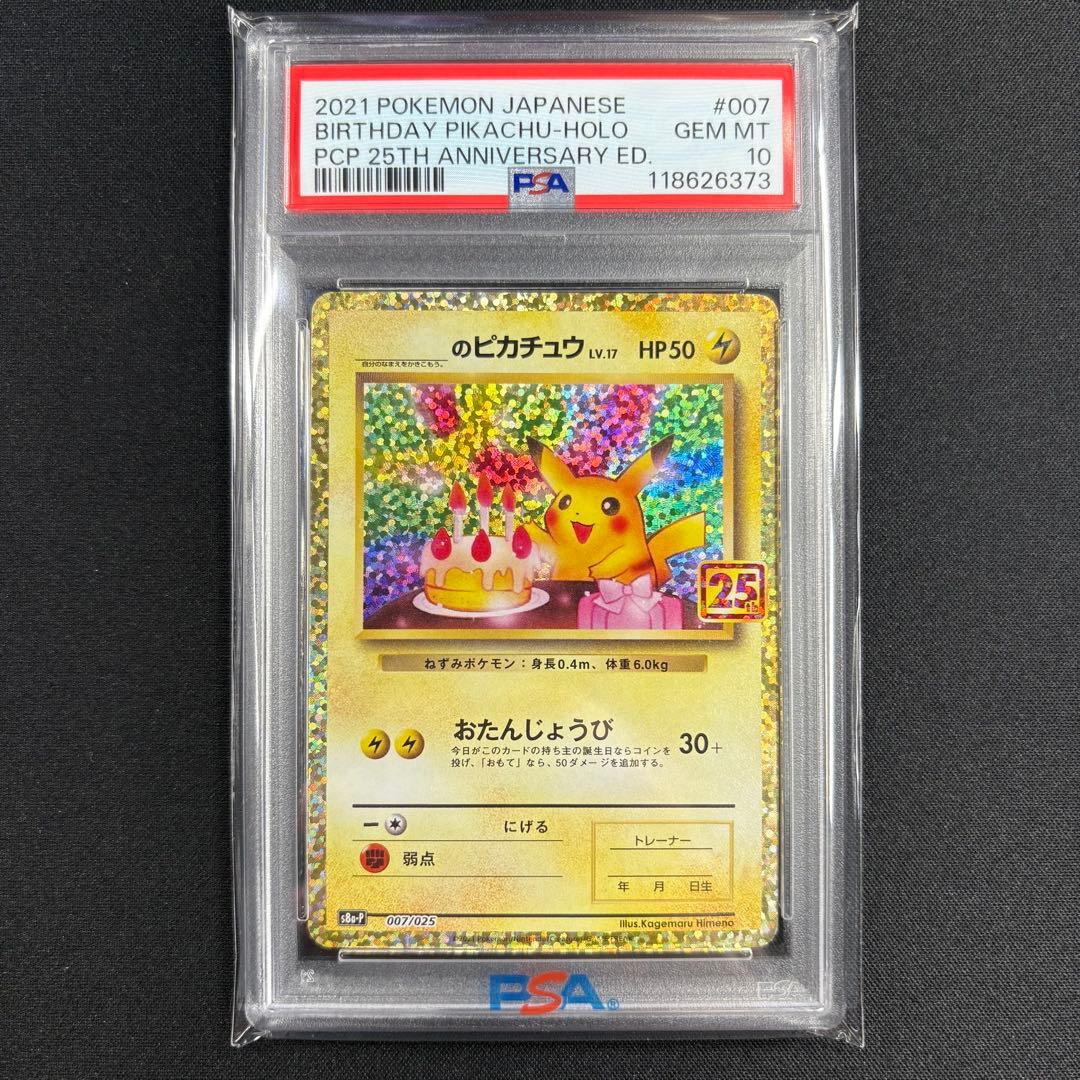 2021 POKEMON JAPANESE #007
BIRTHDAY PIKACHU-HOLO GEM MT
PCP 25TH ANNIVERSARY ED. 10
PSA 118626373
のピカチュウ LV.17 HP50
自分のなまえをかきこもう。
25th
ねずみポケモン：身長0.4m、体重6.0kg
おたんじょうび 30+
今日がこのカードの持ち主の誕生日ならコインを
投げ、「おもて」なら、50ダメージを追加する。
にげる
弱点
トレーナー
年 月 日生
s8a-P 007/025
Illus.Kagemaru Himeno
PSA®
PSA